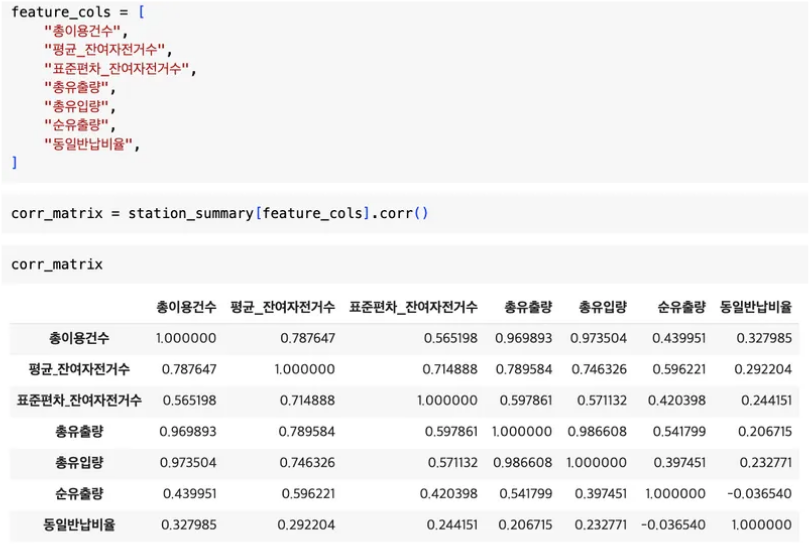 feature_cols = [
"총이용건수",
"평균_잔여자전거수",
"표준편차_잔여자전거수",
"총유출량",
"총유입량",
"순유출량",
"동일반납비율",
]
corr_matrix = station_summary[feature_cols].corr()
corr_matrix
총이용건수 평균_잔여자전거수 표준편차_잔여자전거수 총유출량 총유입량 순유출량 동일반납비율
총이용건수 1.000000 0.787647 0.565198 0.969893 0.973504 0.439951 0.327985
평균_잔여자전거수 0.787647 1.000000 0.714888 0.789584 0.746326 0.596221 0.292204
표준편차_잔여자전거수 0.565198 0.714888 1.000000 0.597861 0.571132 0.420398 0.244151
총유출량 0.969893 0.789584 0.597861 1.000000 0.986608 0.541799 0.206715
총유입량 0.973504 0.746326 0.571132 0.986608 1.000000 0.397451 0.232771
순유출량 0.439951 0.596221 0.420398 0.541799 0.397451 1.000000 -0.036540
동일반납비율 0.327985 0.292204 0.244151 0.206715 0.232771 -0.036540 1.000000